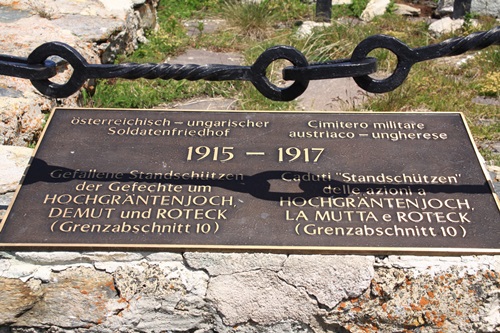 österreichisch – ungarischer
Soldatenfriedhof
Cimitero militare
austriaco – ungherese
1915 – 1917
Gefallene Standschützen
der Gefechte um
HOCHGRÄNTENJOCH,
DEMUT und ROTECK
(Grenzabschnitt 10)
Caduti "Standschützen"
delle azioni a
HOCHGRÄNTENJOCH,
LA MUTTA e ROTECK
(Grenzabschnitt 10)